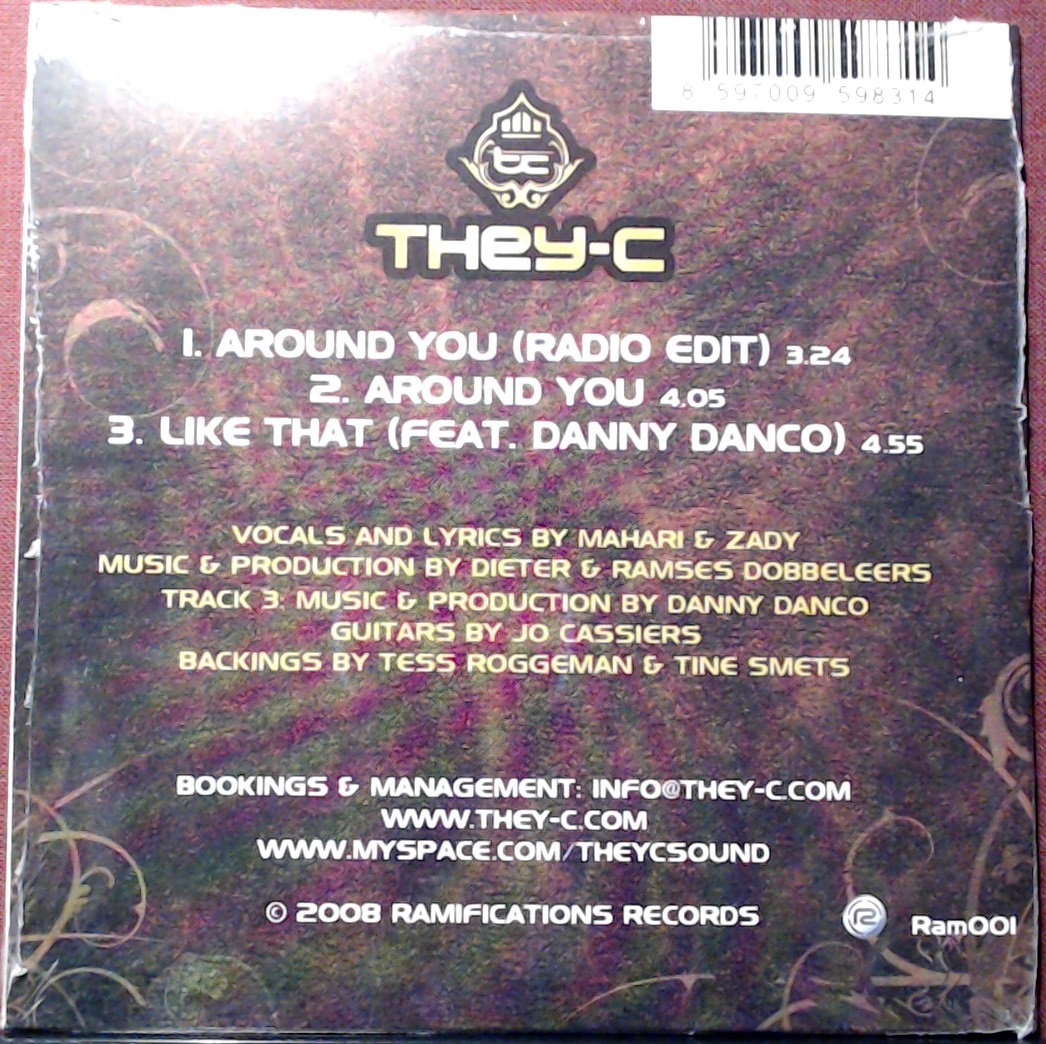 8 597009 598314
tc
THEY-C
1. AROUND YOU (RADIO EDIT) 3.24
2. AROUND YOU 4.05
3. LIKE THAT (FEAT. DANNY DANCO) 4.55
VOCALS AND LYRICS BY MAHARI & ZADY
MUSIC & PRODUCTION BY DIETER & RAMSES DOBBELEERS
TRACK 3: MUSIC & PRODUCTION BY DANNY DANCO
GUITARS BY JO CASSIERS
BACKINGS BY TESS ROGGEMAN & TINE SMETS
BOOKINGS & MANAGEMENT: INFO@THEY-C.COM
WWW.THEY-C.COM
WWW.MYSPACE.COM/THEYCSOUND
© 2008 RAMIFICATIONS RECORDS
Ram001